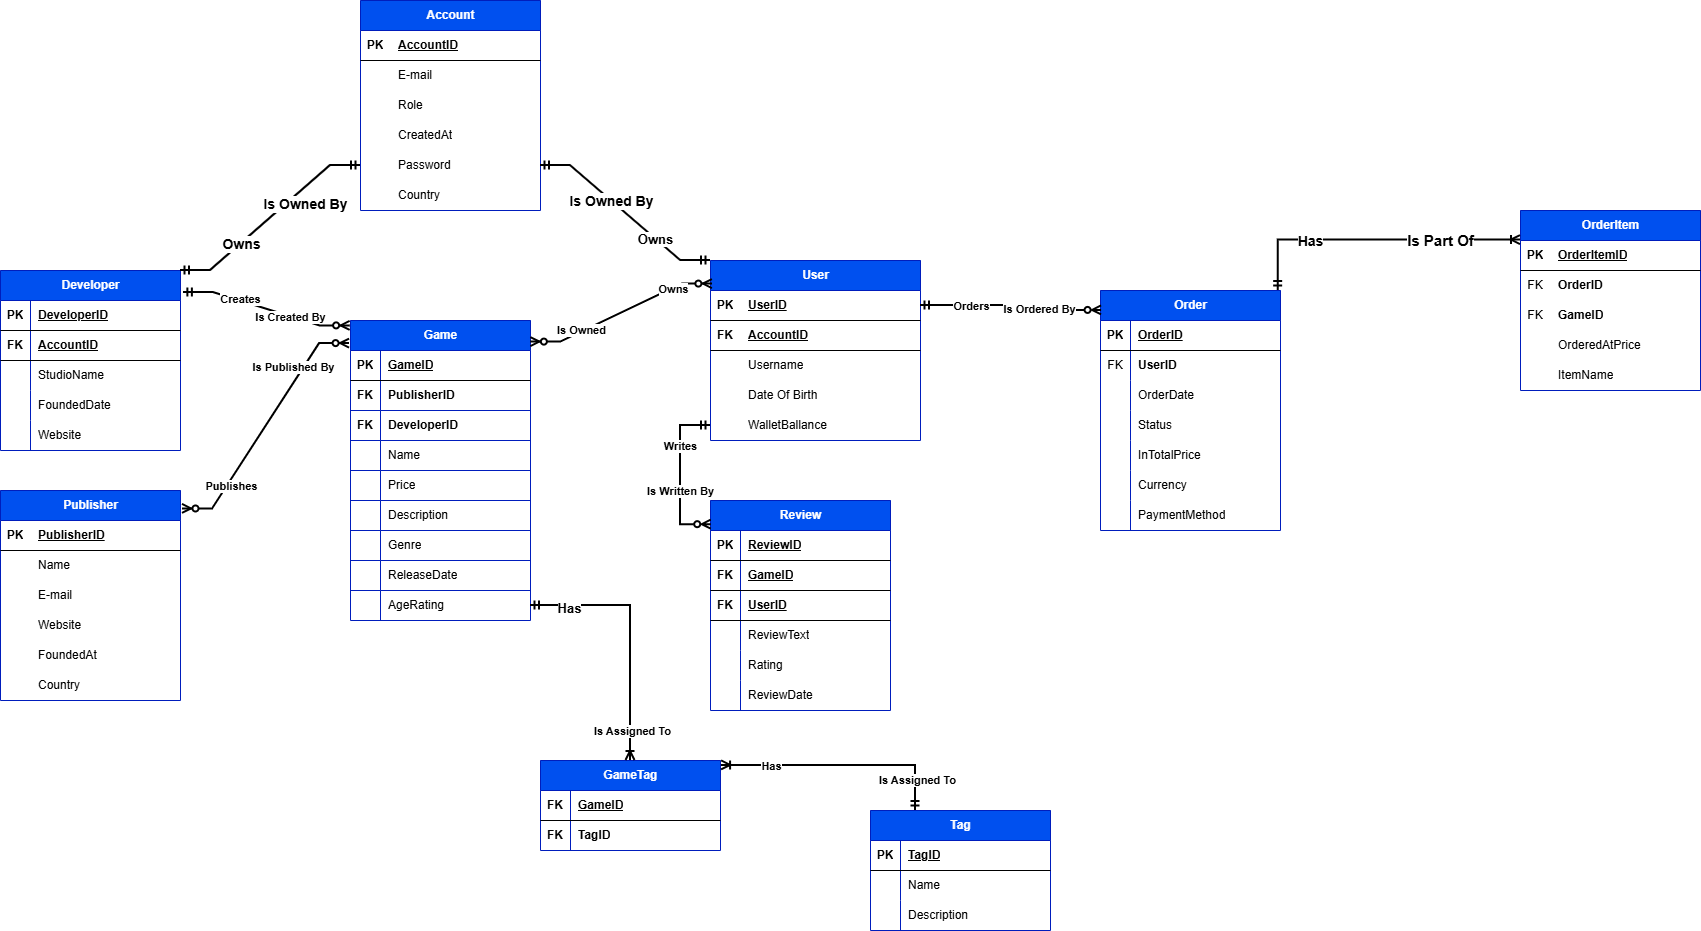 Account
PK AccountID
E-mail
Role
CreatedAt
Password
Country
Is Owned By
Owns
Is Owned By
Owns
Developer
PK DeveloperID
FK AccountID
StudioName
FoundedDate
Website
Creates
Is Created By
Is Published By
Publishes
Publisher
PK PublisherID
Name
E-mail
Website
FoundedAt
Country
Game
PK GameID
FK PublisherID
FK DeveloperID
Name
Price
Description
Genre
ReleaseDate
AgeRating
Owns
Is Owned
User
PK UserID
FK AccountID
Username
Date Of Birth
WalletBallance
Writes
Is Written By
Review
PK ReviewID
FK GameID
FK UserID
ReviewText
Rating
ReviewDate
Orders
Is Ordered By
Order
PK OrderID
FK UserID
OrderDate
Status
InTotalPrice
Currency
PaymentMethod
Has
Is Part Of
OrderItem
PK OrderItemID
FK OrderID
FK GameID
OrderedAtPrice
ItemName
Has
Is Assigned To
GameTag
FK GameID
FK TagID
Has
Is Assigned To
Tag
PK TagID
Name
Description